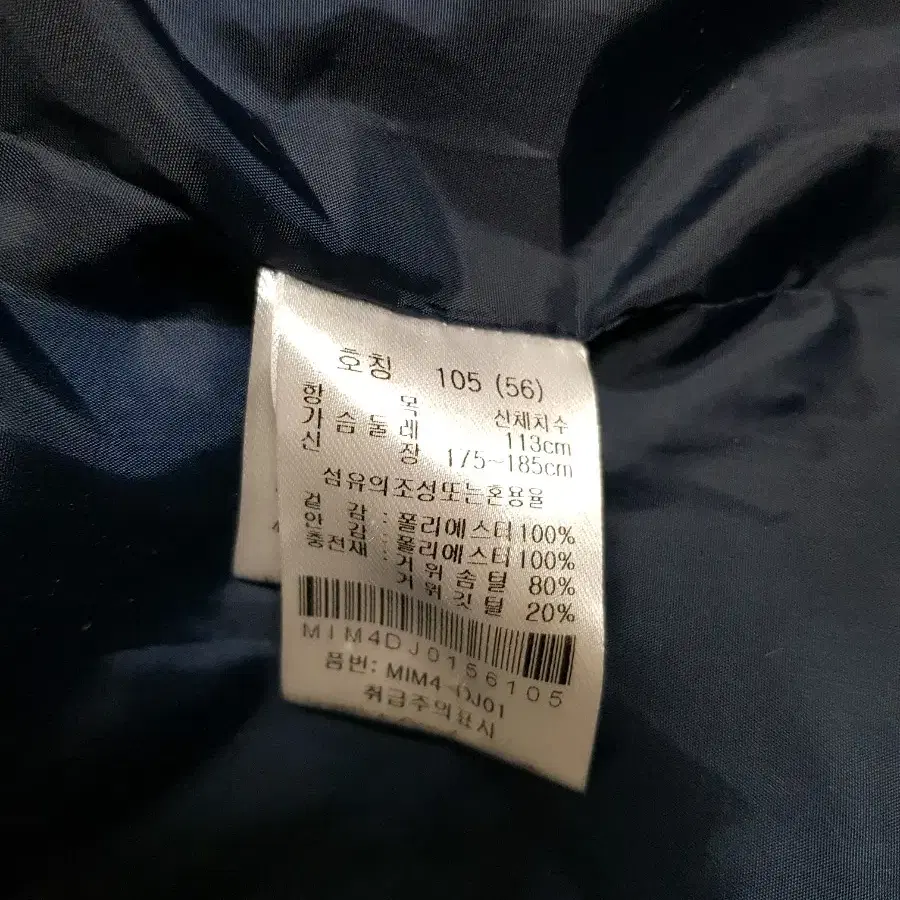 호칭 105 (56)
항 목 신체치수
가슴둘레 113cm
신 장 175~185cm
섬유의조성또는혼용율
겉 감 : 폴리에스터100%
안 감 : 폴리에스터100%
충전재 : 거위솜털 80%
거위깃털 20%
MIM4DJ0156105
품번: MIM4-DJ01
취급주의표시